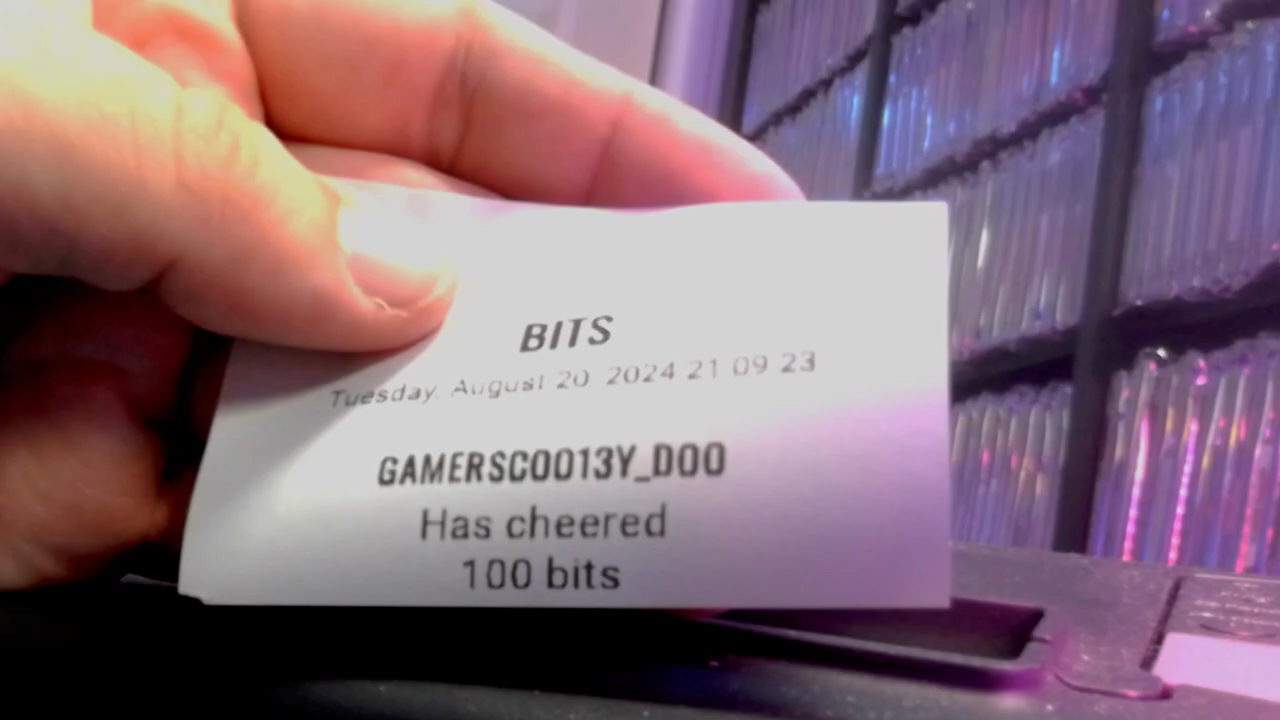 BITS
Tuesday, August 20 2024 21 09 23
GAMERSCOO13Y_DOO
Has cheered
100 bits